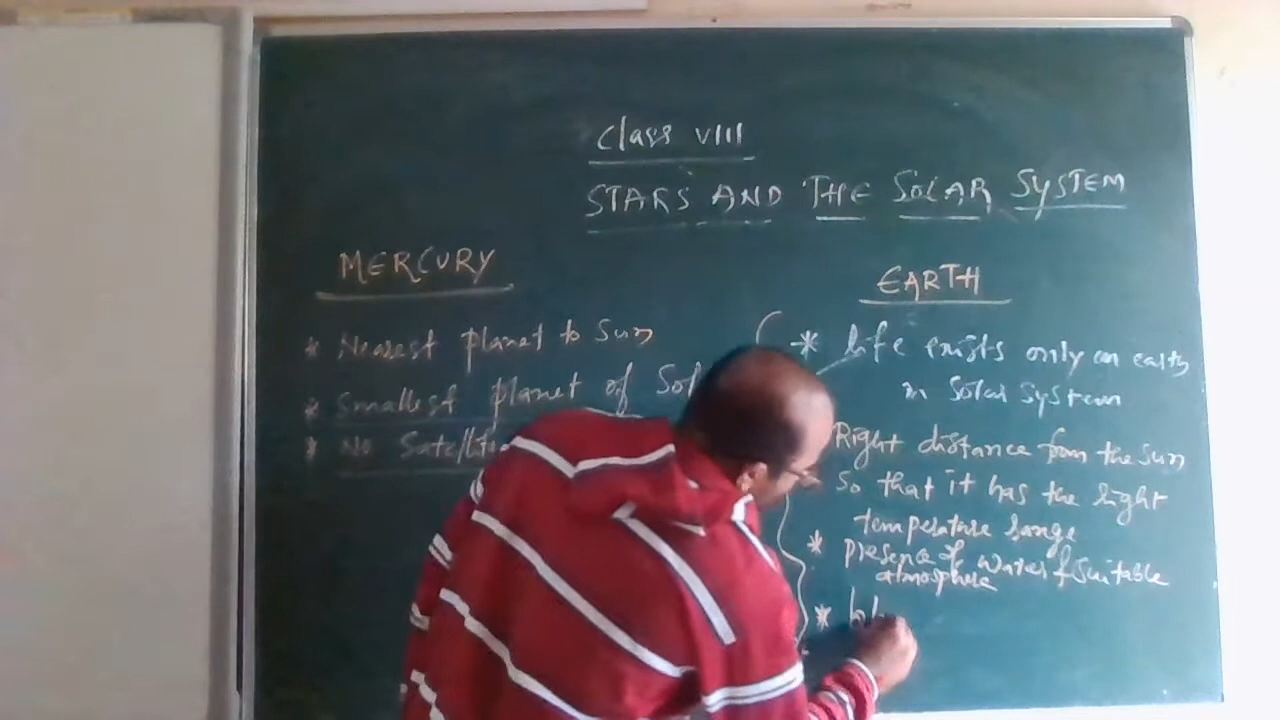 Class VIII
STARS AND THE SOLAR SYSTEM
MERCURY
* Nearest planet to Sun
* Smallest planet of Sol
* No Satellite
EARTH
* Life exists only on earth
in Solar System
Right distance from the Sun
So that it has the right
temperature range
* presence of water & Suitable
atmosphere
* bl